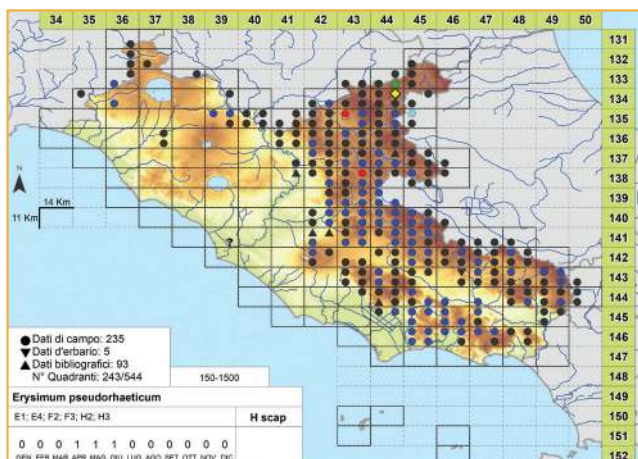 34 35 36 37 38 39 40 41 42 43 44 45 46 47 48 49 50
131
132
133
134
135
136
137
138
139
140
141
142
143
144
145
146
147
148
149
150
151
152
N
14 Km
11 Km
?
Dati di campo: 235
Dati d'erbario: 5
Dati bibliografici: 93
N° Quadranti: 243/544
150-1500
Erysimum pseudorhaeticum
E1; E4; F2; F3; H2; H3
H scap
0 0 0 1 1 1 0 0 0 0 0 0
GEN FEB MAR APR MAG GIU LUG AGO SET OTT NOV DIC